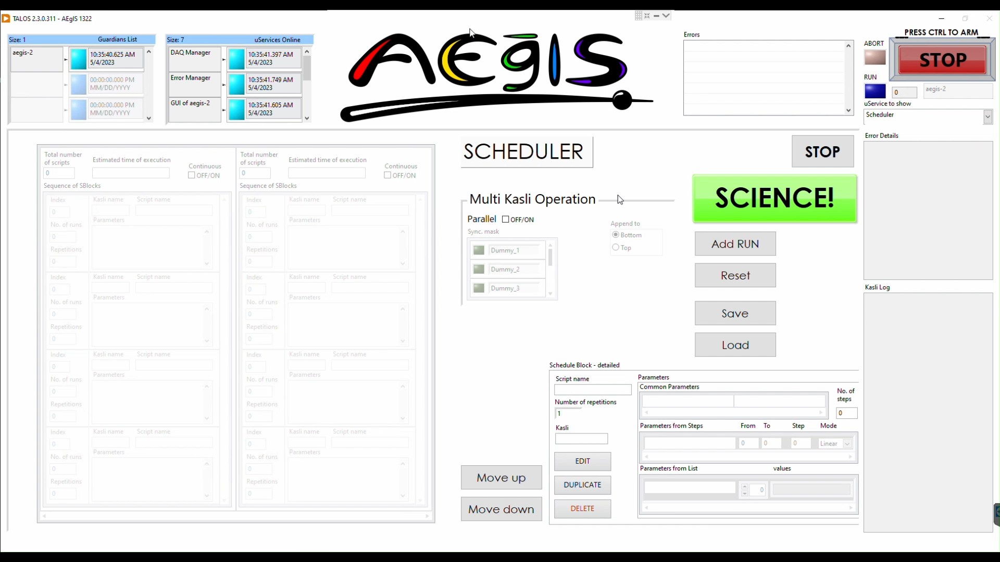 TALOS 2.3.0.311 - AEgIS 1322
Size: 1 Guardians List
aegis-2 10:35:40.625 AM
5/4/2023
00:00:00.000 PM
MM/DD/YYYY
00:00:00.000 PM
MM/DD/YYYY
Size: 7 uServices Online
DAQ Manager 10:35:41.397 AM
5/4/2023
Error Manager 10:35:41.749 AM
5/4/2023
GUI of aegis-2 10:35:41.605 AM
5/4/2023
AEgIS
Errors
PRESS CTRL TO ARM
ABORT
STOP
RUN
0 aegis-2
uService to show
Scheduler
Error Details
Kasli Log
Total number
of scripts
0
Estimated time of execution
Continuous
OFF/ON
Sequence of SBlocks
Index Kasli name Script name
0
No. of runs Parameters
0
Repetitions
0
Index Kasli name Script name
0
No. of runs Parameters
0
Repetitions
0
Index Kasli name Script name
0
No. of runs Parameters
0
Repetitions
0
Index Kasli name Script name
0
No. of runs Parameters
0
Repetitions
0
Total number
of scripts
0
Estimated time of execution
Continuous
OFF/ON
Sequence of SBlocks
Index Kasli name Script name
0
No. of runs Parameters
0
Repetitions
0
Index Kasli name Script name
0
No. of runs Parameters
0
Repetitions
0
Index Kasli name Script name
0
No. of runs Parameters
0
Repetitions
0
Index Kasli name Script name
0
No. of runs Parameters
0
Repetitions
0
SCHEDULER
STOP
SCIENCE!
Multi Kasli Operation
Parallel OFF/ON
Sync. mask
Dummy_1
Dummy_2
Dummy_3
Append to
Bottom
Top
Add RUN
Reset
Save
Load
Move up
Move down
Schedule Block - detailed
Script name
Number of repetitions
1
Kasli
EDIT
DUPLICATE
DELETE
Parameters
Common Parameters
No. of
steps
0
Parameters from Steps From To Step Mode
0 0 0 Linear
Parameters from List values
0